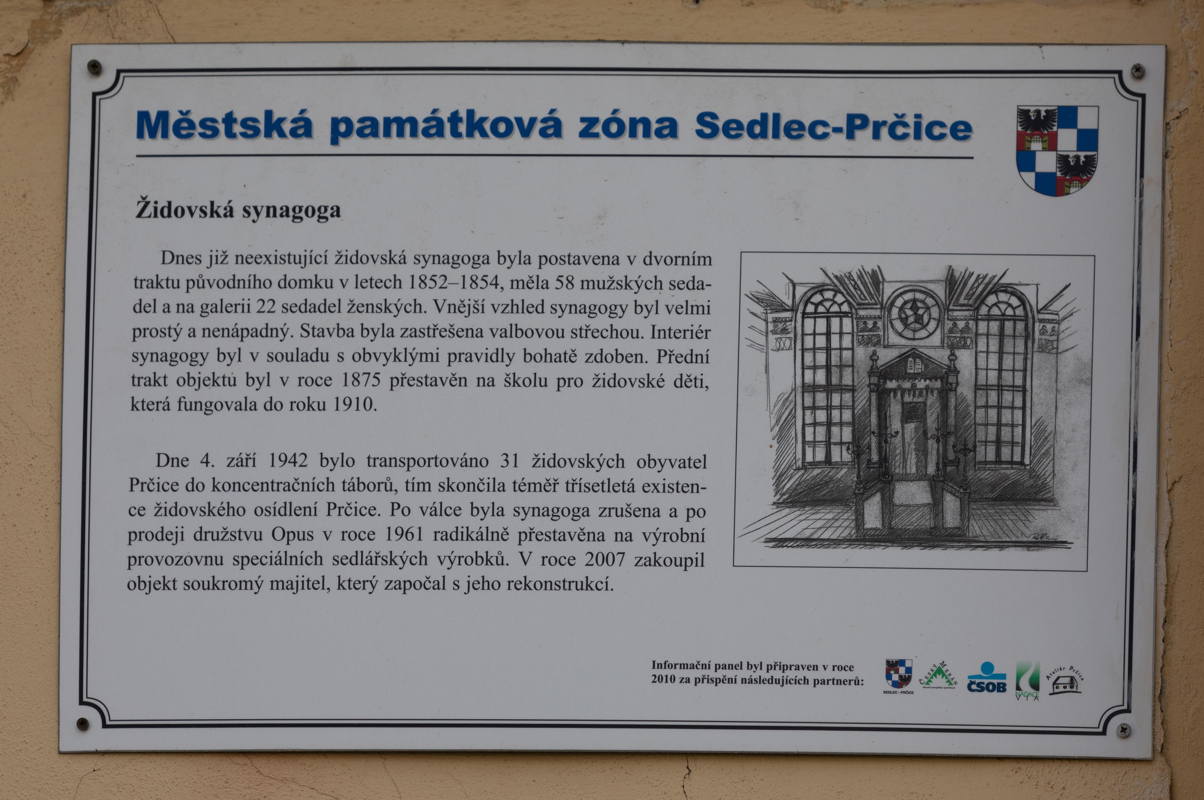 Městská památková zóna Sedlec-Prčice
Židovská synagoga
Dnes již neexistující židovská synagoga byla postavena v dvorním
traktu původního domku v letech 1852–1854, měla 58 mužských seda-
del a na galerii 22 sedadel ženských. Vnější vzhled synagogy byl velmi
prostý a nenápadný. Stavba byla zastřešena valbovou střechou. Interiér
synagogy byl v souladu s obvyklými pravidly bohatě zdoben. Přední
trakt objektu byl v roce 1875 přestavěn na školu pro židovské děti,
která fungovala do roku 1910.
Dne 4. září 1942 bylo transportováno 31 židovských obyvatel
Prčice do koncentračních táborů, tím skončila téměř třísetletá existen-
ce židovského osídlení Prčice. Po válce byla synagoga zrušena a po
prodeji družstvu Opus v roce 1961 radikálně přestavěna na výrobní
provozovnu speciálních sedlářských výrobků. V roce 2007 zakoupil
objekt soukromý majitel, který započal s jeho rekonstrukcí.
Informační panel byl připraven v roce
2010 za přispění následujících partnerů:
SEDLEC - PRČICE
ČSOB
NADACE
VIA
Ateliér Prčice